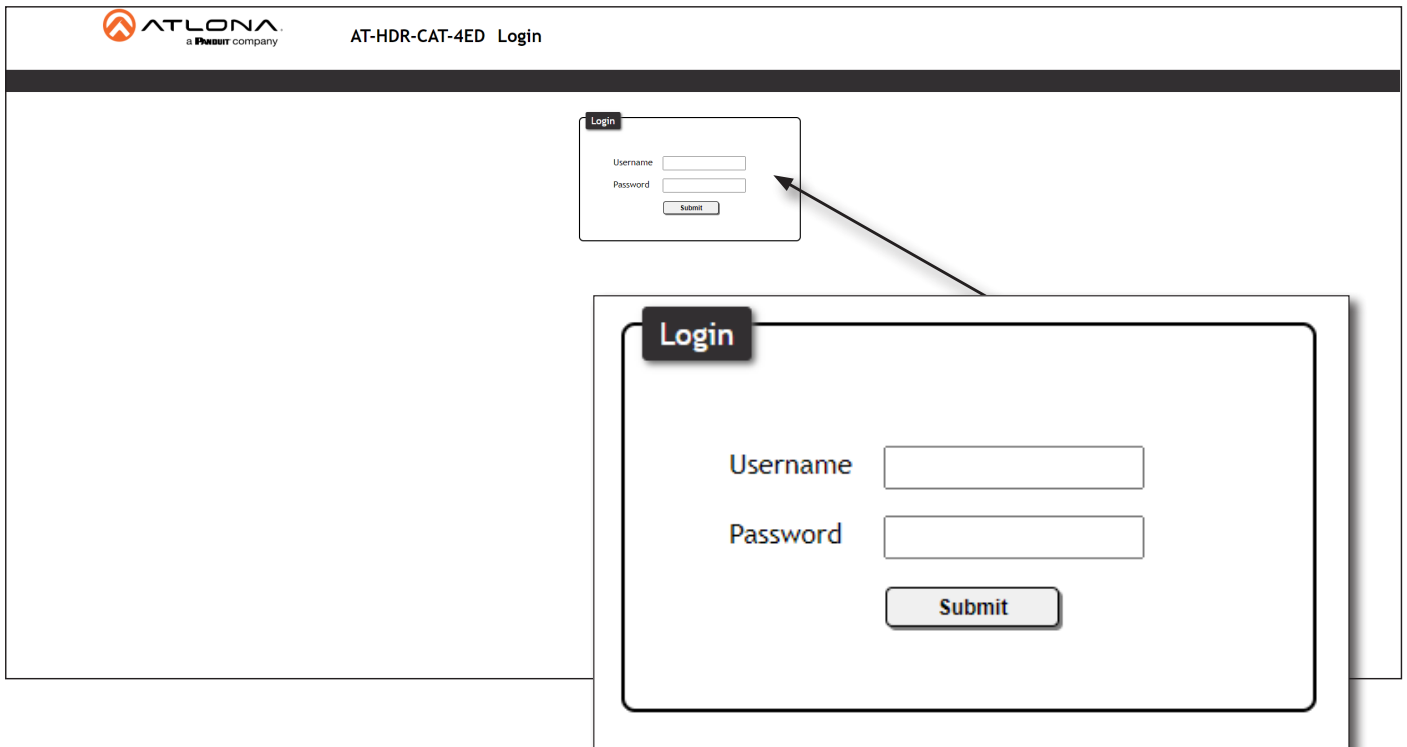 ATLONA.
a PANDUIT company
AT-HDR-CAT-4ED Login
Login
Username
Password
Submit
Login
Username
Password
Submit